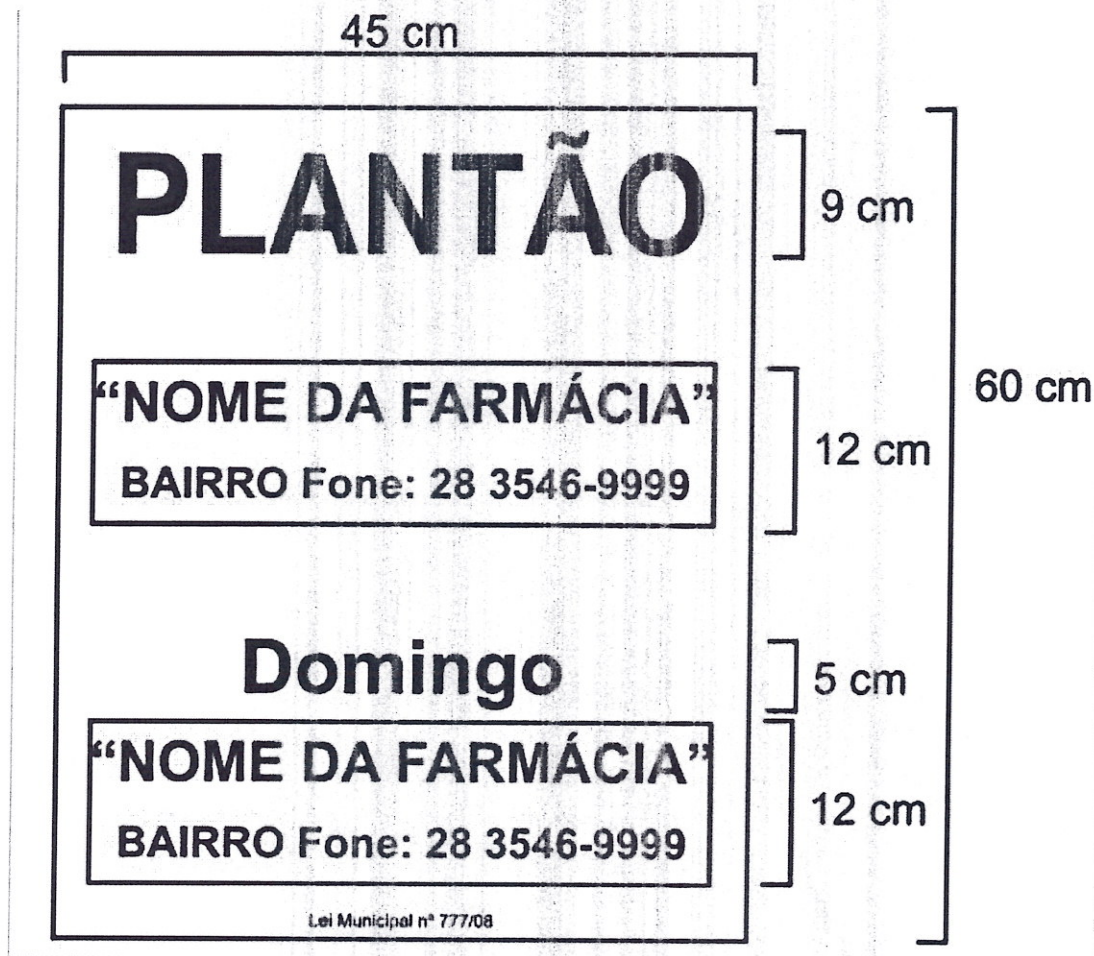 45 cm
PLANTÃO
9 cm
60 cm
“NOME DA FARMÁCIA”
BAIRRO Fone: 28 3546-9999
12 cm
Domingo
5 cm
“NOME DA FARMÁCIA”
BAIRRO Fone: 28 3546-9999
12 cm
Lei Municipal nª 777/08